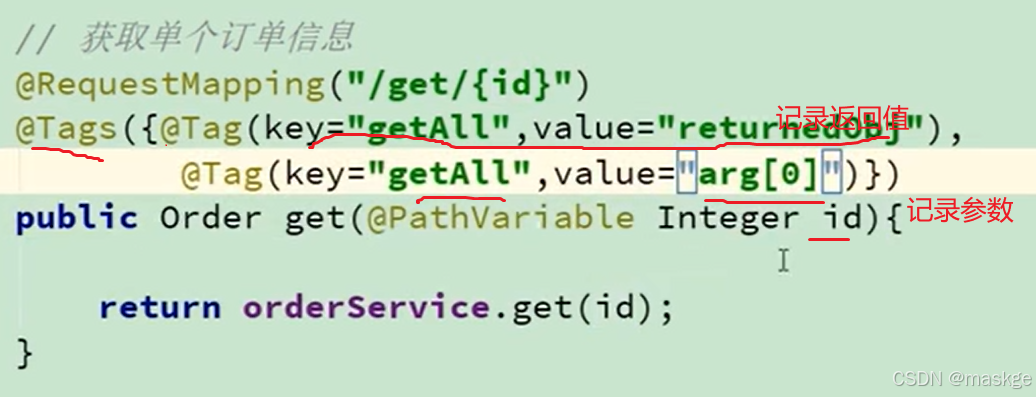 // 获取单个订单信息
@RequestMapping("/get/{id}")
@Tags({@Tag(key="getAll",value="returnedObj"),
记录返回值
@Tag(key="getAll",value="arg[0]")})
public Order get(@PathVariable Integer id){
记录参数
return orderService.get(id);
}
CSDN @maskge